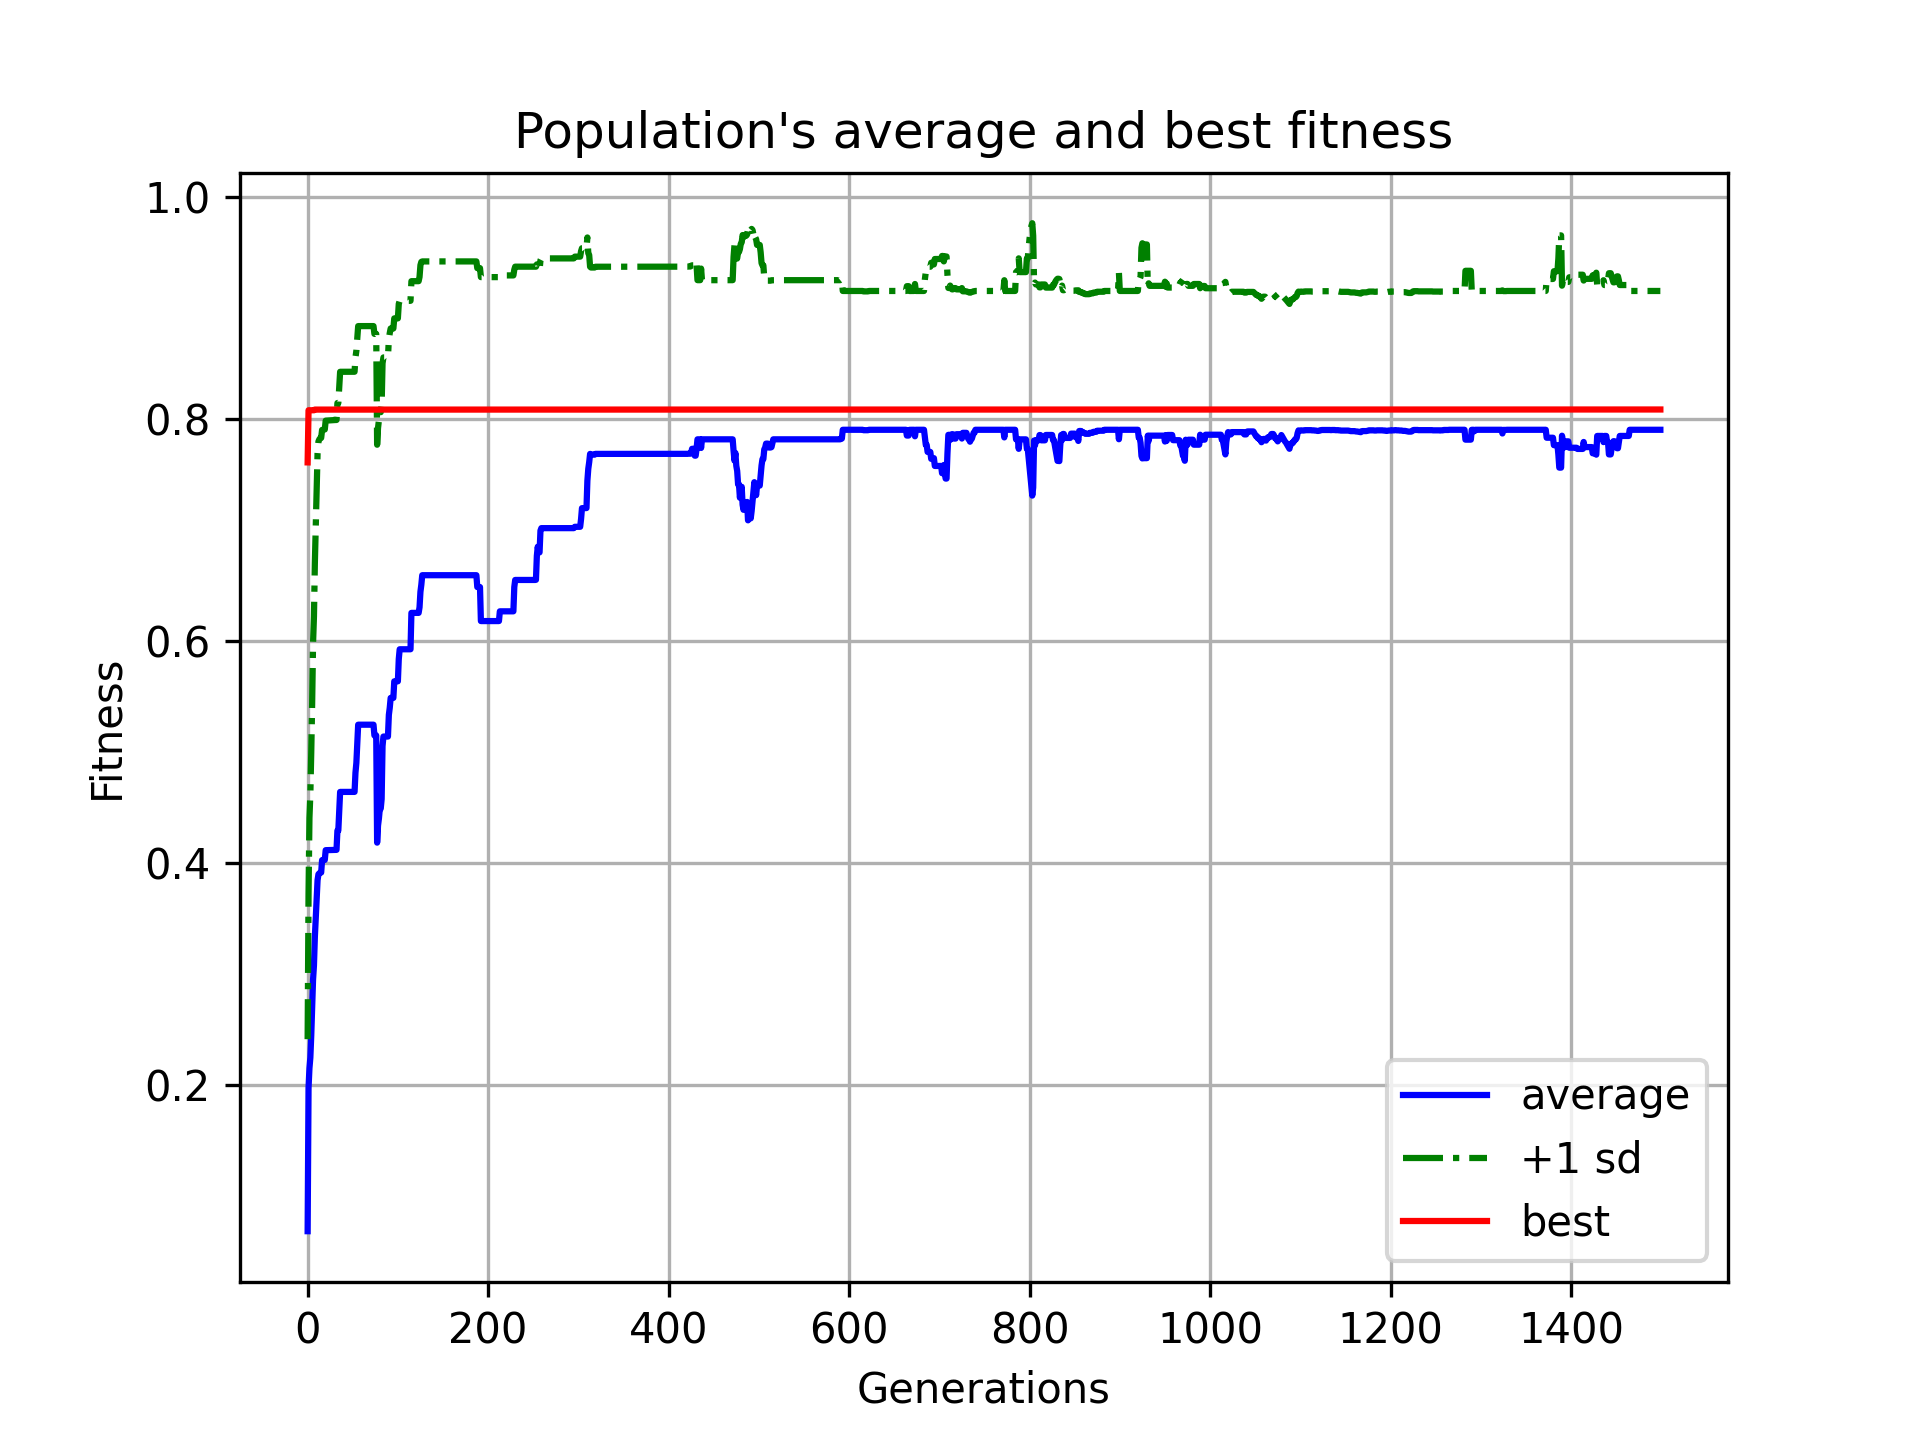 Population's average and best fitness
1.0
0.8
0.6
0.4
0.2
Fitness
0 200 400 600 800 1000 1200 1400
Generations
average
+1 sd
best